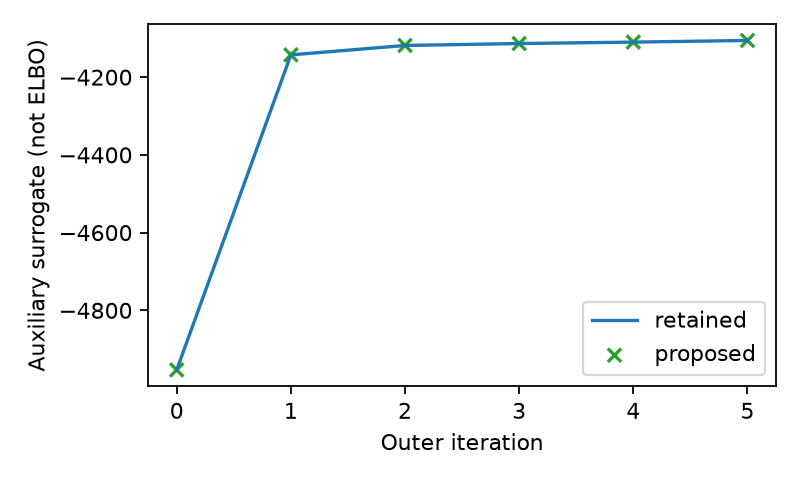 Auxiliary surrogate (not ELBO)
−4200
−4400
−4600
−4800
retained
proposed
0 1 2 3 4 5
Outer iteration